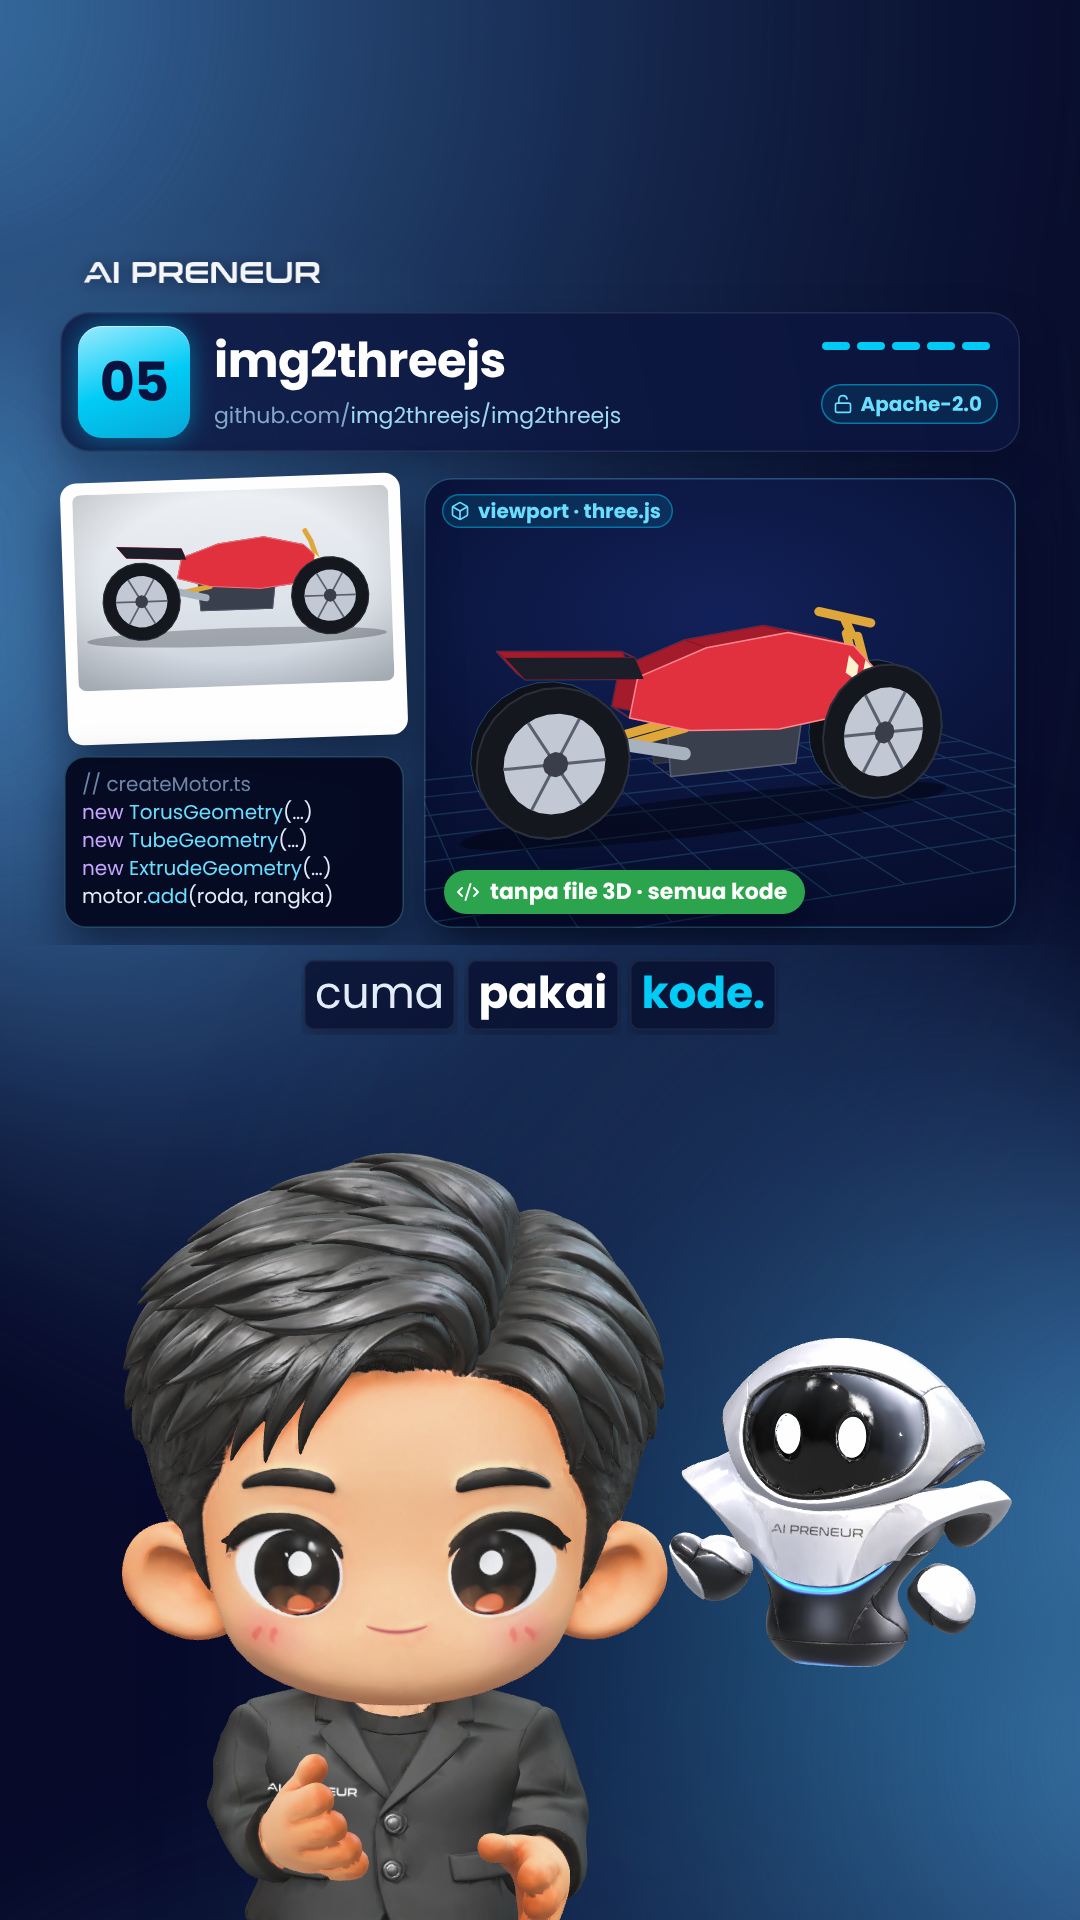 AI PRENEUR
05
img2threejs
github.com/img2threejs/img2threejs
Apache-2.0
viewport · three.js
// createMotor.ts
new TorusGeometry(...)
new TubeGeometry(...)
new ExtrudeGeometry(...)
motor.add(roda, rangka)
</> tanpa file 3D · semua kode
cuma pakai kode.
AI PRENEUR